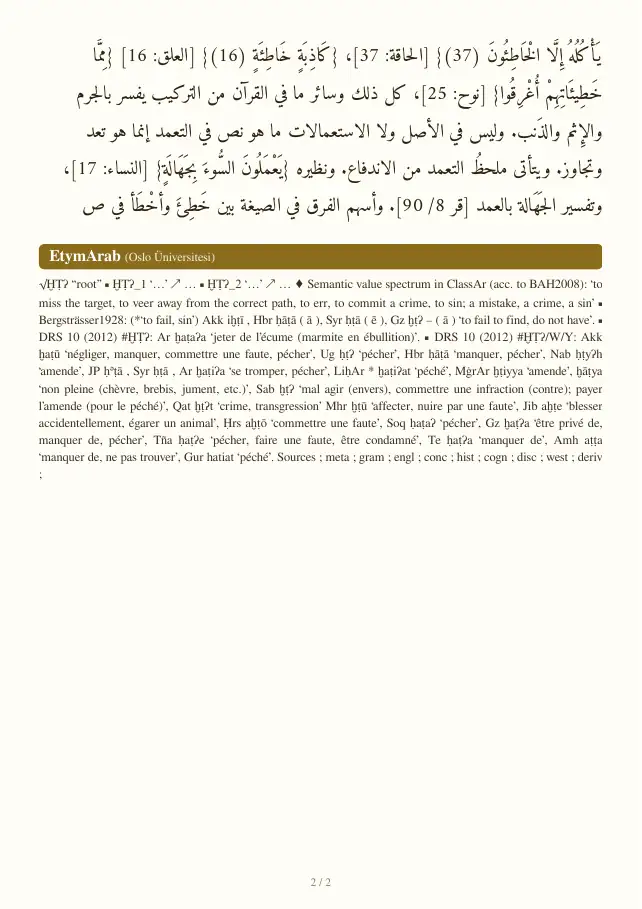 يَأْكُلُهُ إِلَّا الْخَاطِئُونَ (37)} [الحاقة: 37]، {كَاذِبَةٍ خَاطِئَةٍ (16)} [العلق: 16] {مِمَّا
خَطِيئَاتِهِمْ أُغْرِقُوا} [نوح: 25]، كل ذلك وسائر ما في القرآن من التركيب يفسر بالجرم
والإثم والذَنب. وليس في الأصل ولا الاستعمالات ما هو نص في التعمد إنما هو تعد
وتجاوز. ويتأتى ملحظُ التعمد من الاندفاع. ونظيره {يَعْمَلُونَ السُّوءَ بِجَهَالَةٍ} [النساء: 17]،
وتفسير الجَهَالة بالعمد [قر 8/ 90]. وأسهم الفرق في الصيغة بين خَطِئَ وأخْطَأ في ص
EtymArab (Oslo Üniversitesi)
√ḪṬʔ “root” ▪ ḪṬʔ_1 ‘…’ ↗ … ▪ ḪṬʔ_2 ‘…’ ↗ … ♦ Semantic value spectrum in ClassAr (acc. to BAH2008): ‘to
miss the target, to veer away from the correct path, to err, to commit a crime, to sin; a mistake, a crime, a sin’ ▪
Bergsträsser1928: (*‘to fail, sin’) Akk iḫṭī , Hbr ḥāṭā ( ā ), Syr ḥṭā ( ē ), Gz ḫṭʔ – ( ā ) ‘to fail to find, do not have’. ▪
DRS 10 (2012) #ḪṬʔ: Ar ḫaṭaʔa ‘jeter de l’écume (marmite en ébullition)’. ▪ DRS 10 (2012) #ḪṬʔ/W/Y: Akk
ḫaṭū ‘négliger, manquer, commettre une faute, pécher’, Ug ḫṭʔ ‘pécher’, Hbr ḥāṭā ‘manquer, pécher’, Nab ḥṭyʔh
‘amende’, JP ḥᵃṭā , Syr ḥṭā , Ar ḫaṭiʔa ‘se tromper, pécher’, LiḥAr * ḫaṭiʔat ‘péché’, MġrAr ḫṭiyya ‘amende’, ḫāṭya
‘non pleine (chèvre, brebis, jument, etc.)’, Sab ḫṭʔ ‘mal agir (envers), commettre une infraction (contre); payer
l’amende (pour le péché)’, Qat ḫṭʔt ‘crime, transgression’ Mhr ḫṭū ‘affecter, nuire par une faute’, Jib aḫṭe ‘blesser
accidentellement, égarer un animal’, Ḥrs aḫṭō ‘commettre une faute’, Soq ḥaṭaʔ ‘pécher’, Gz ḫaṭʔa ‘être privé de,
manquer de, pécher’, Tña ḥaṭʔe ‘pécher, faire une faute, être condamné’, Te ḥaṭʔa ‘manquer de’, Amh aṭṭa
‘manquer de, ne pas trouver’, Gur hatiat ‘péché’. Sources ; meta ; gram ; engl ; conc ; hist ; cogn ; disc ; west ; deriv
;
2 / 2